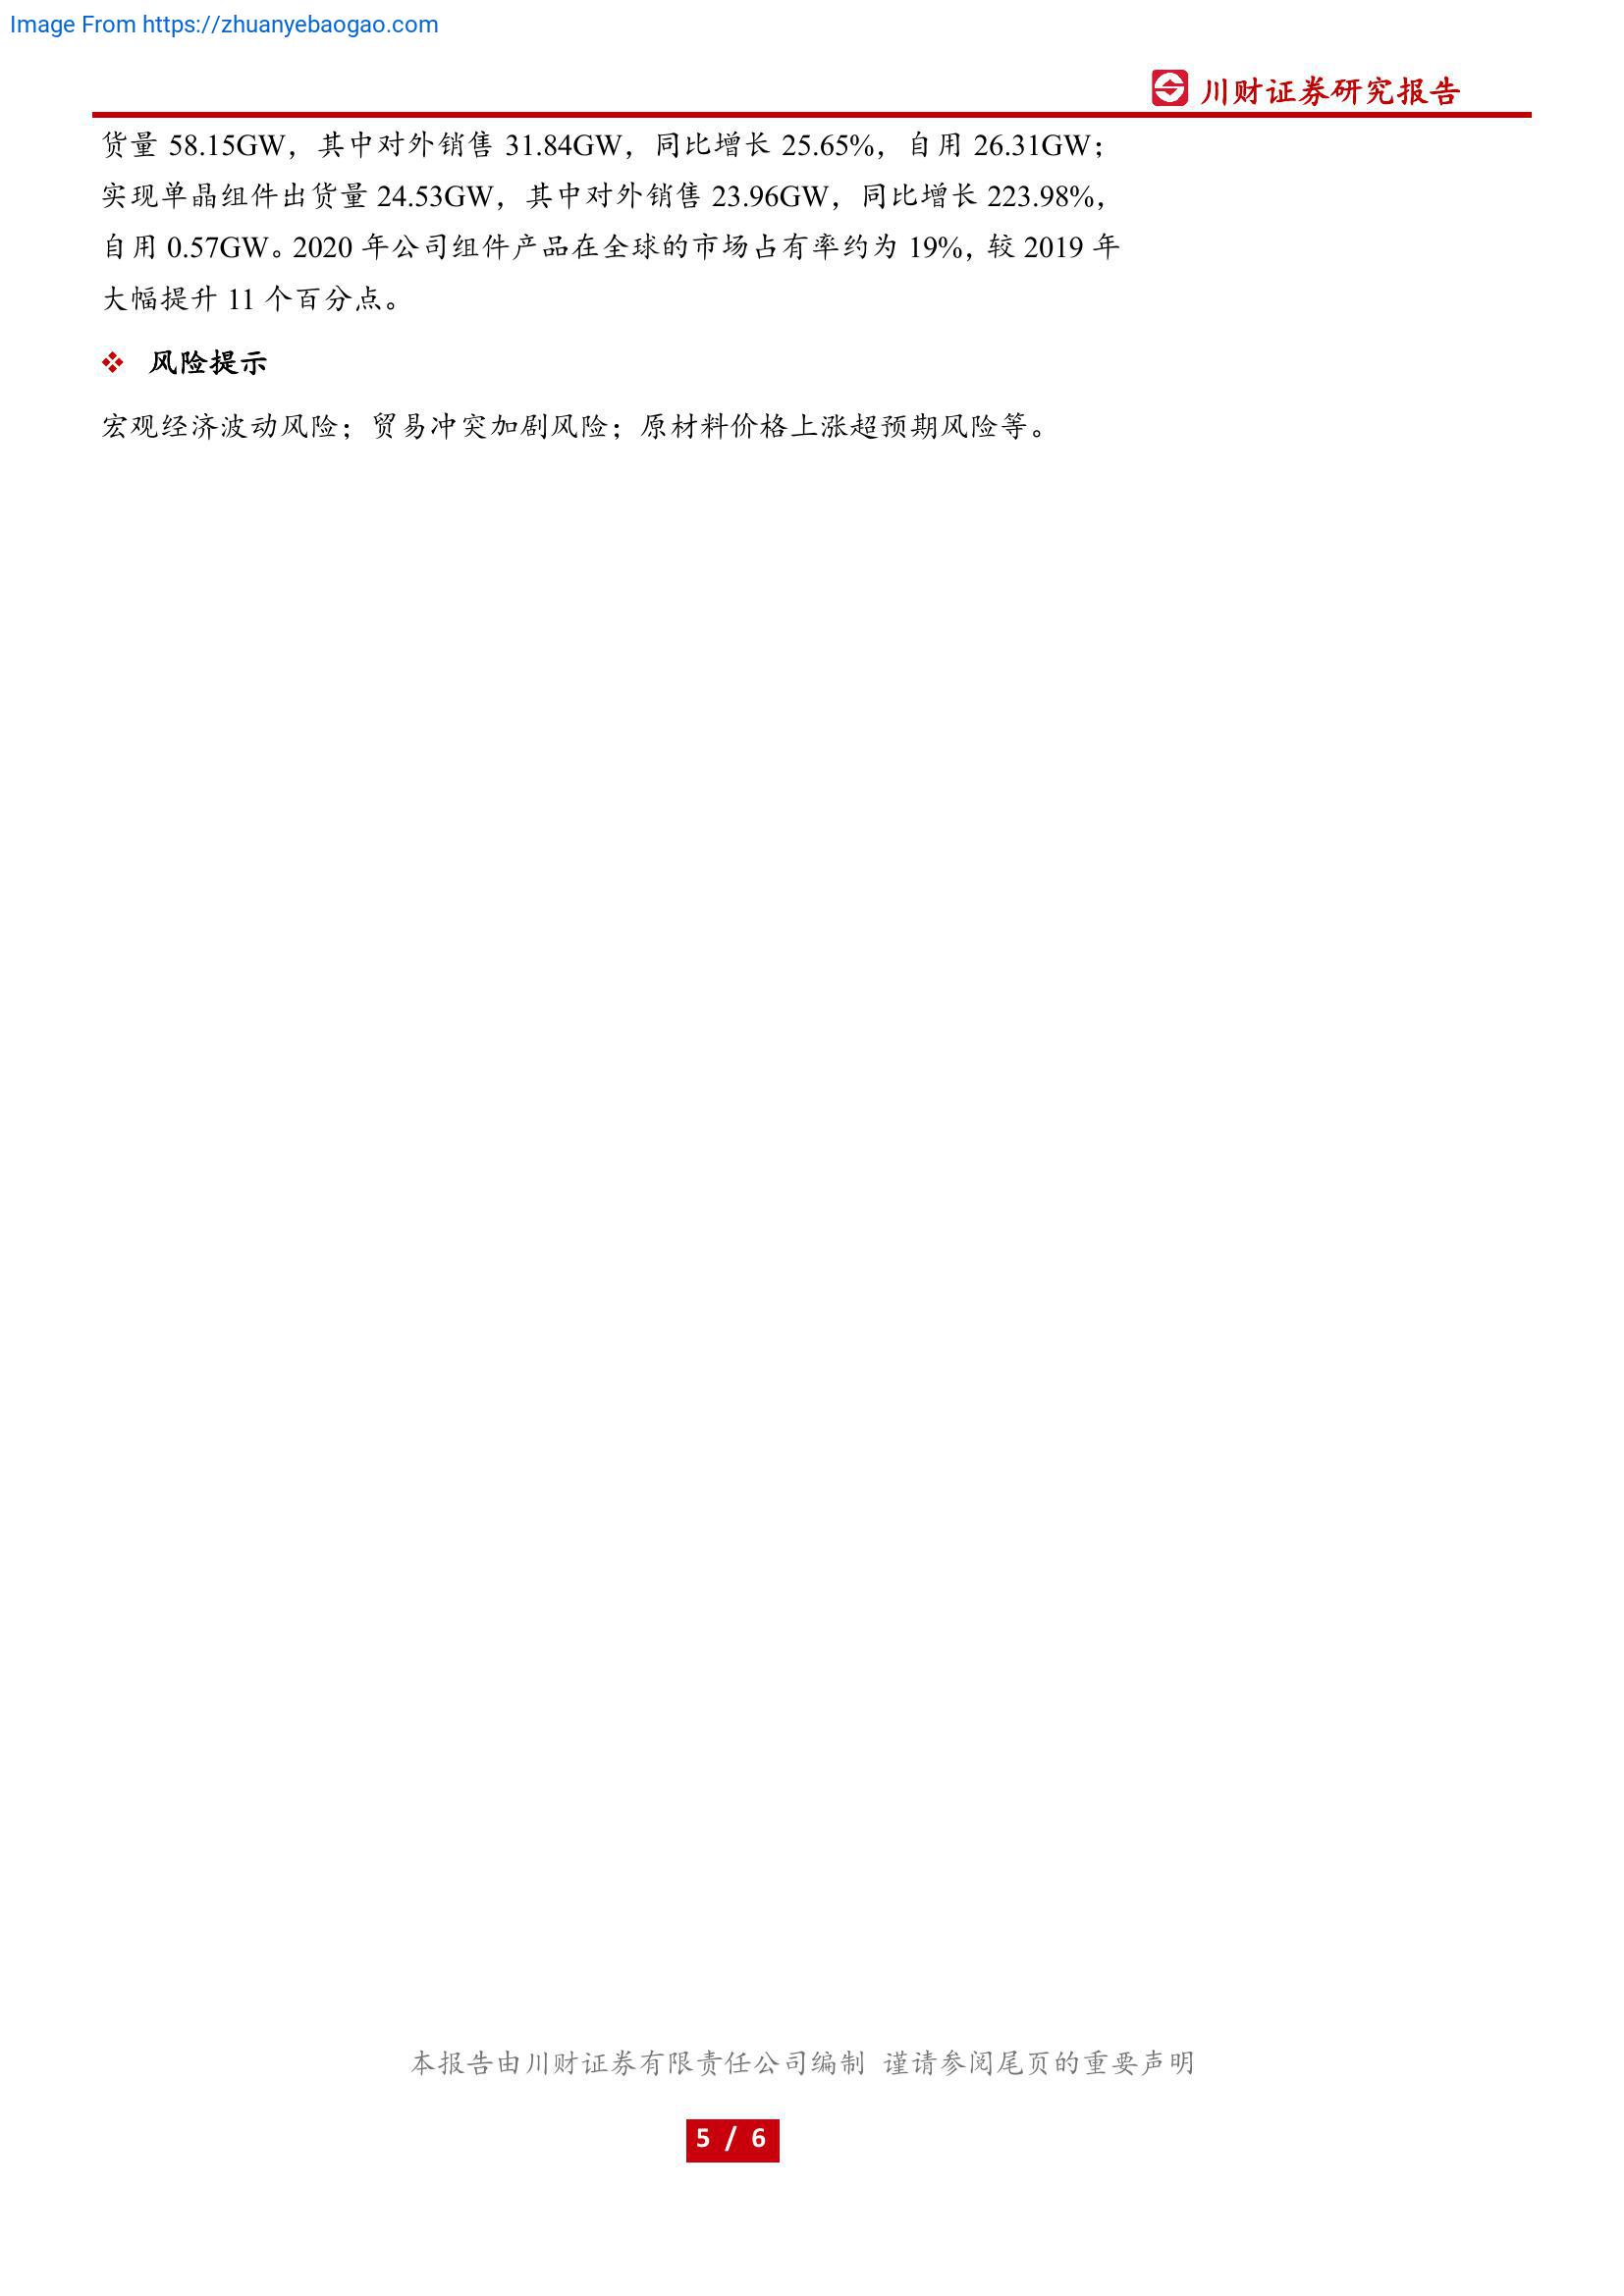 Image From https://zhuanyebaogao.com
川财证券研究报告
货量 58.15GW，其中对外销售 31.84GW，同比增长 25.65%，自用 26.31GW；
实现单晶组件出货量 24.53GW，其中对外销售 23.96GW，同比增长 223.98%，
自用 0.57GW。2020 年公司组件产品在全球的市场占有率约为 19%，较 2019 年
大幅提升 11 个百分点。
❖ 风险提示
宏观经济波动风险；贸易冲突加剧风险；原材料价格上涨超预期风险等。
本报告由川财证券有限责任公司编制 谨请参阅尾页的重要声明
5 / 6